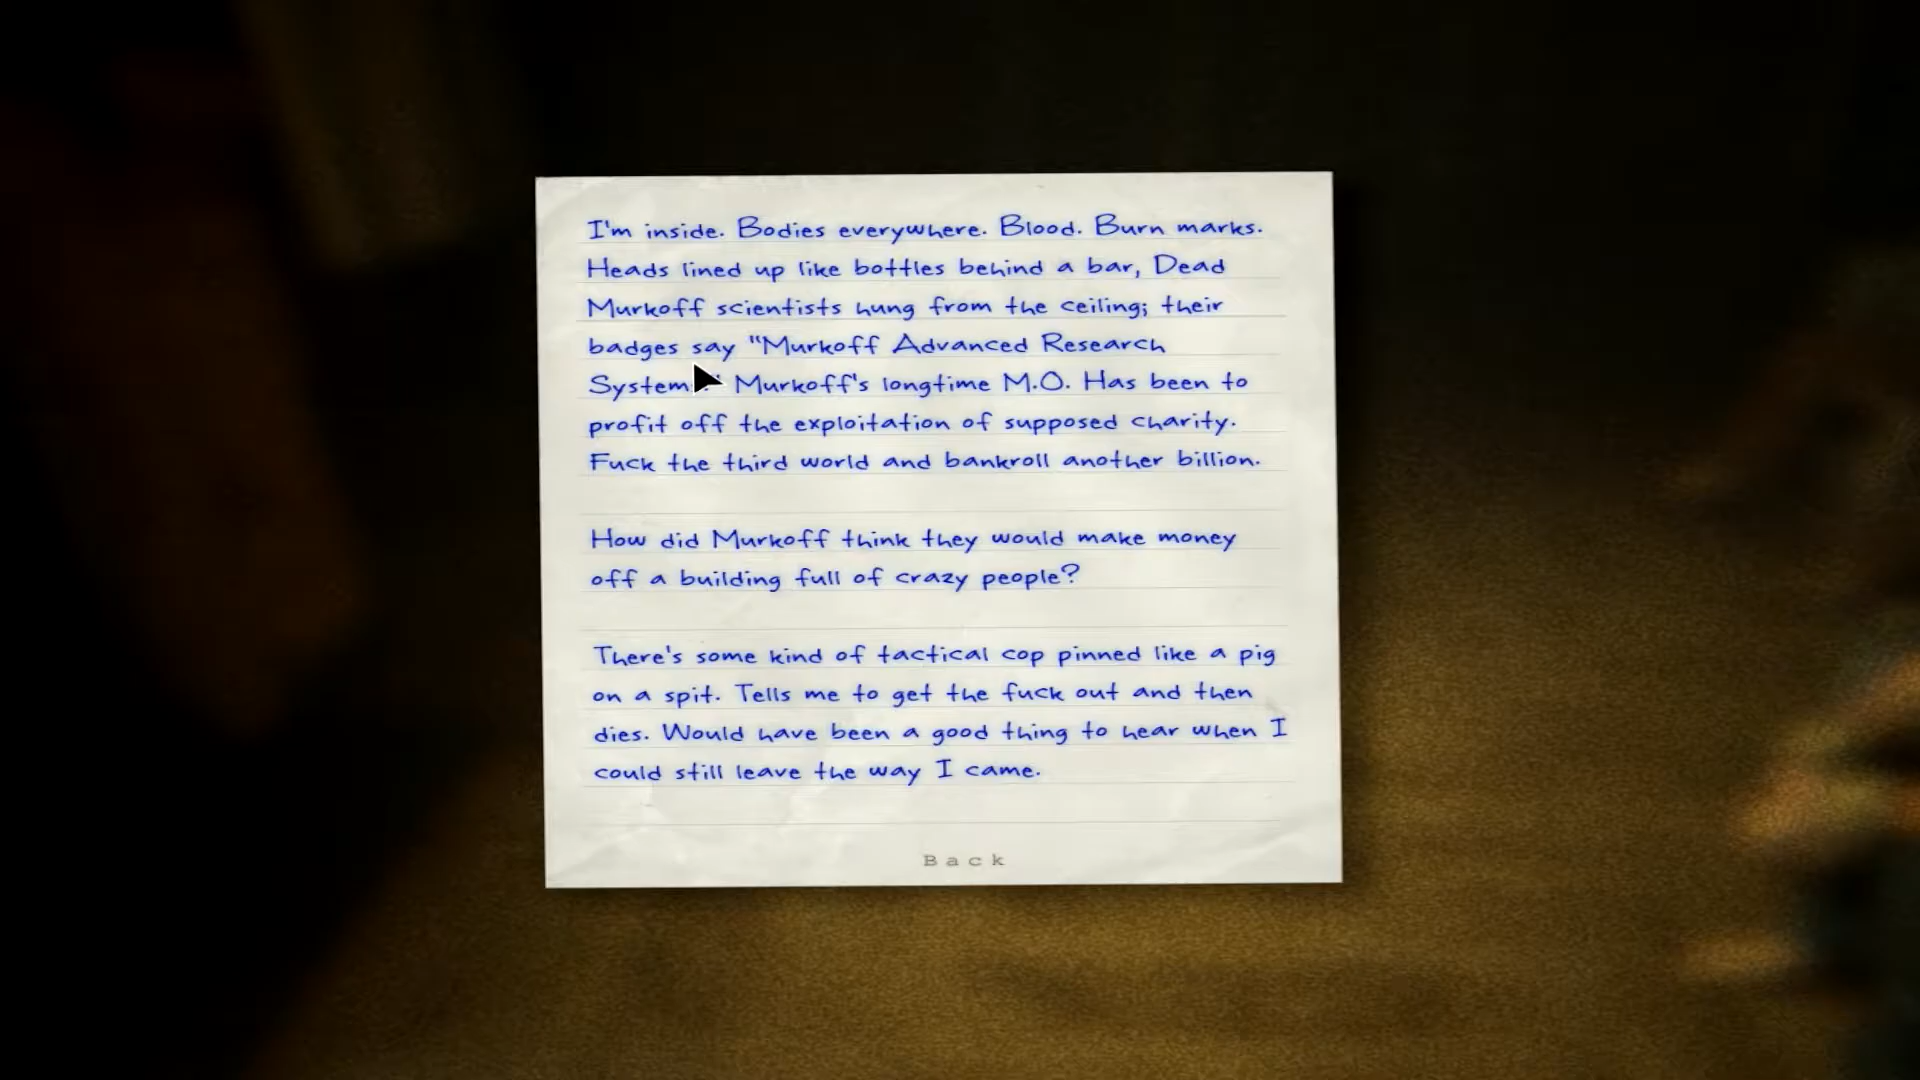 I'm inside. Bodies everywhere. Blood. Burn marks.
Heads lined up like bottles behind a bar, Dead
Murkoff scientists hung from the ceiling; their
badges say "Murkoff Advanced Research
Murkoff's longtime M.O. Has been to
profit off the exploitation of supposed charity.
Fuck the third world and bankroll another billion.
How did Murkoff think they would make money
off a building full of crazy people?
There's some kind of tactical cop pinned like a pig
on a spit. Tells me to get the fuck out and then
dies. Would have been a good thing to hear when I
could still leave the way I came.
Back